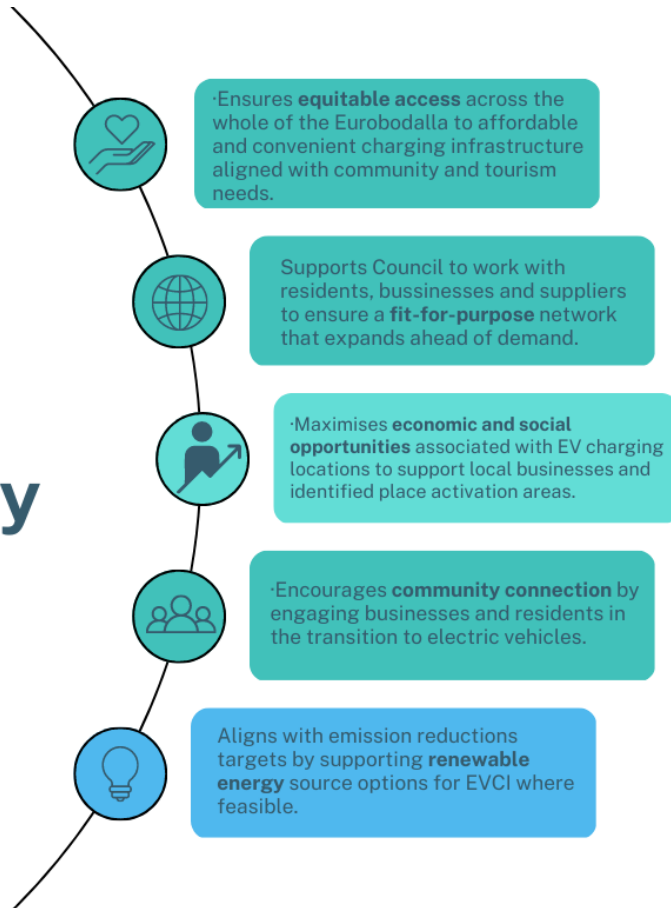 ·Ensures equitable access across the
whole of the Eurobodalla to affordable
and convenient charging infrastructure
aligned with community and tourism
needs.
Supports Council to work with
residents, bussinesses and suppliers
to ensure a fit-for-purpose network
that expands ahead of demand.
·Maximises economic and social
opportunities associated with EV charging
locations to support local businesses and
identified place activation areas.
y
·Encourages community connection by
engaging businesses and residents in
the transition to electric vehicles.
Aligns with emission reductions
targets by supporting renewable
energy source options for EVCI where
feasible.